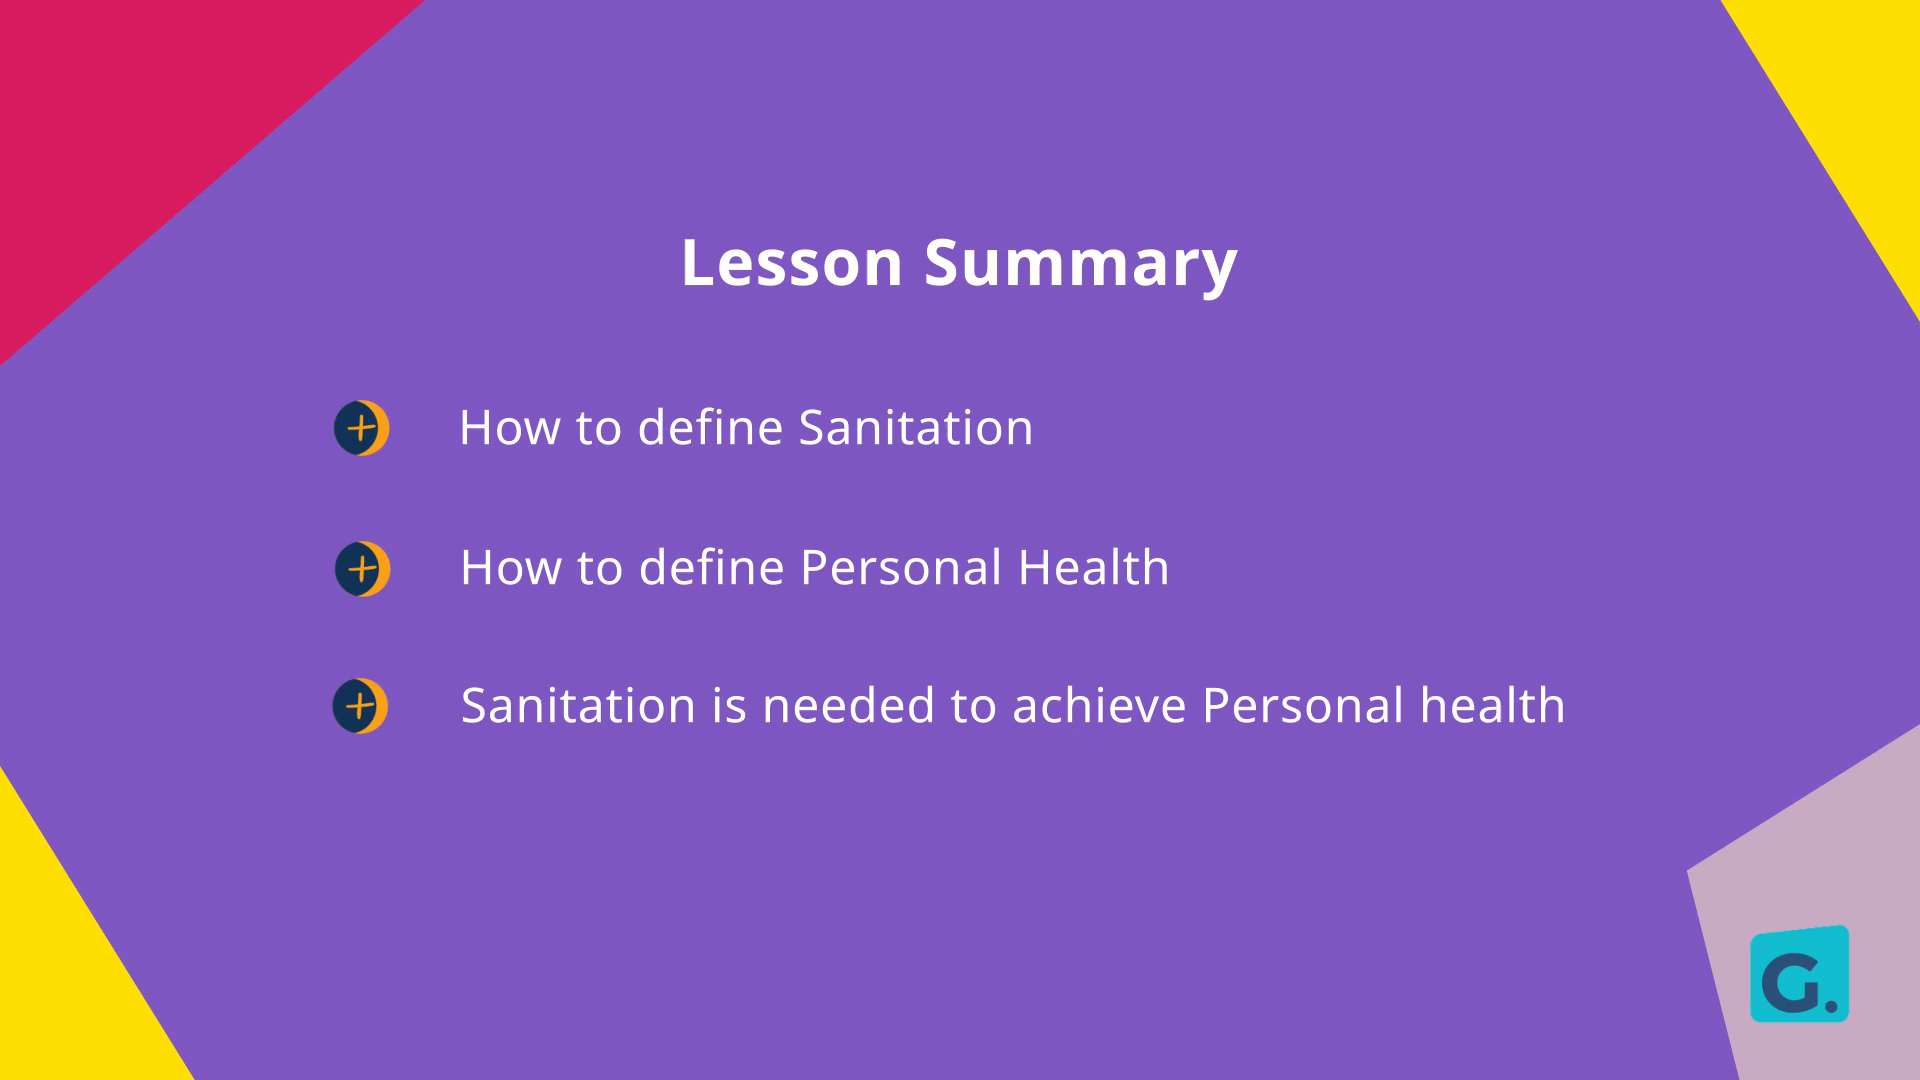 Lesson Summary
How to define Sanitation
How to define Personal Health
Sanitation is needed to achieve Personal health
G.